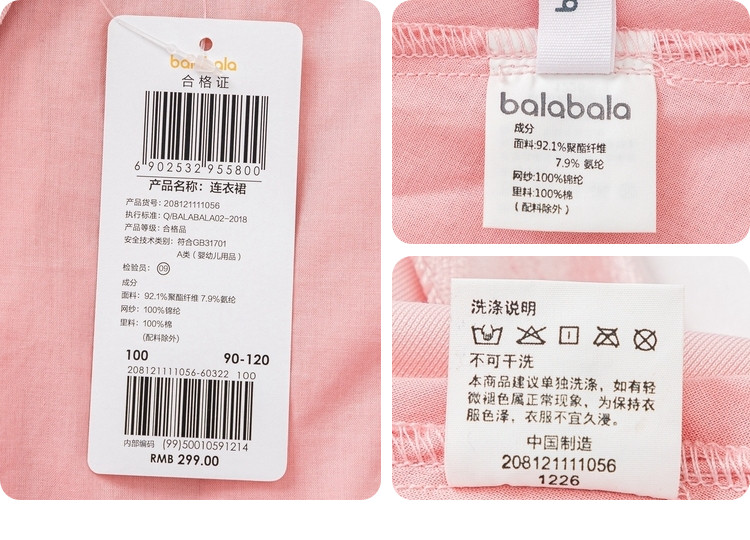 balabala
合格证
6 902532 955800
产品名称：连衣裙
产品货号：208121111056
执行标准：Q/BALABALA02-2018
产品等级：合格品
安全技术类别：符合GB31701
A类（婴幼儿用品）
检验员：09
成分
面料：92.1%聚酯纤维 7.9%氨纶
网纱：100%锦纶
里料：100%棉
(配料除外)
100 90-120
208121111056-60322 100
内部编码 (99)50010591214
RMB 299.00
balabala
成分
面料:92.1%聚酯纤维
7.9% 氨纶
网纱:100%锦纶
里料:100%棉
(配料除外)
洗涤说明
不可干洗
本商品建议单独洗涤，如有轻
微褪色属正常现象，为保持衣
服色泽，衣服不宜久浸。
中国制造
208121111056
1226